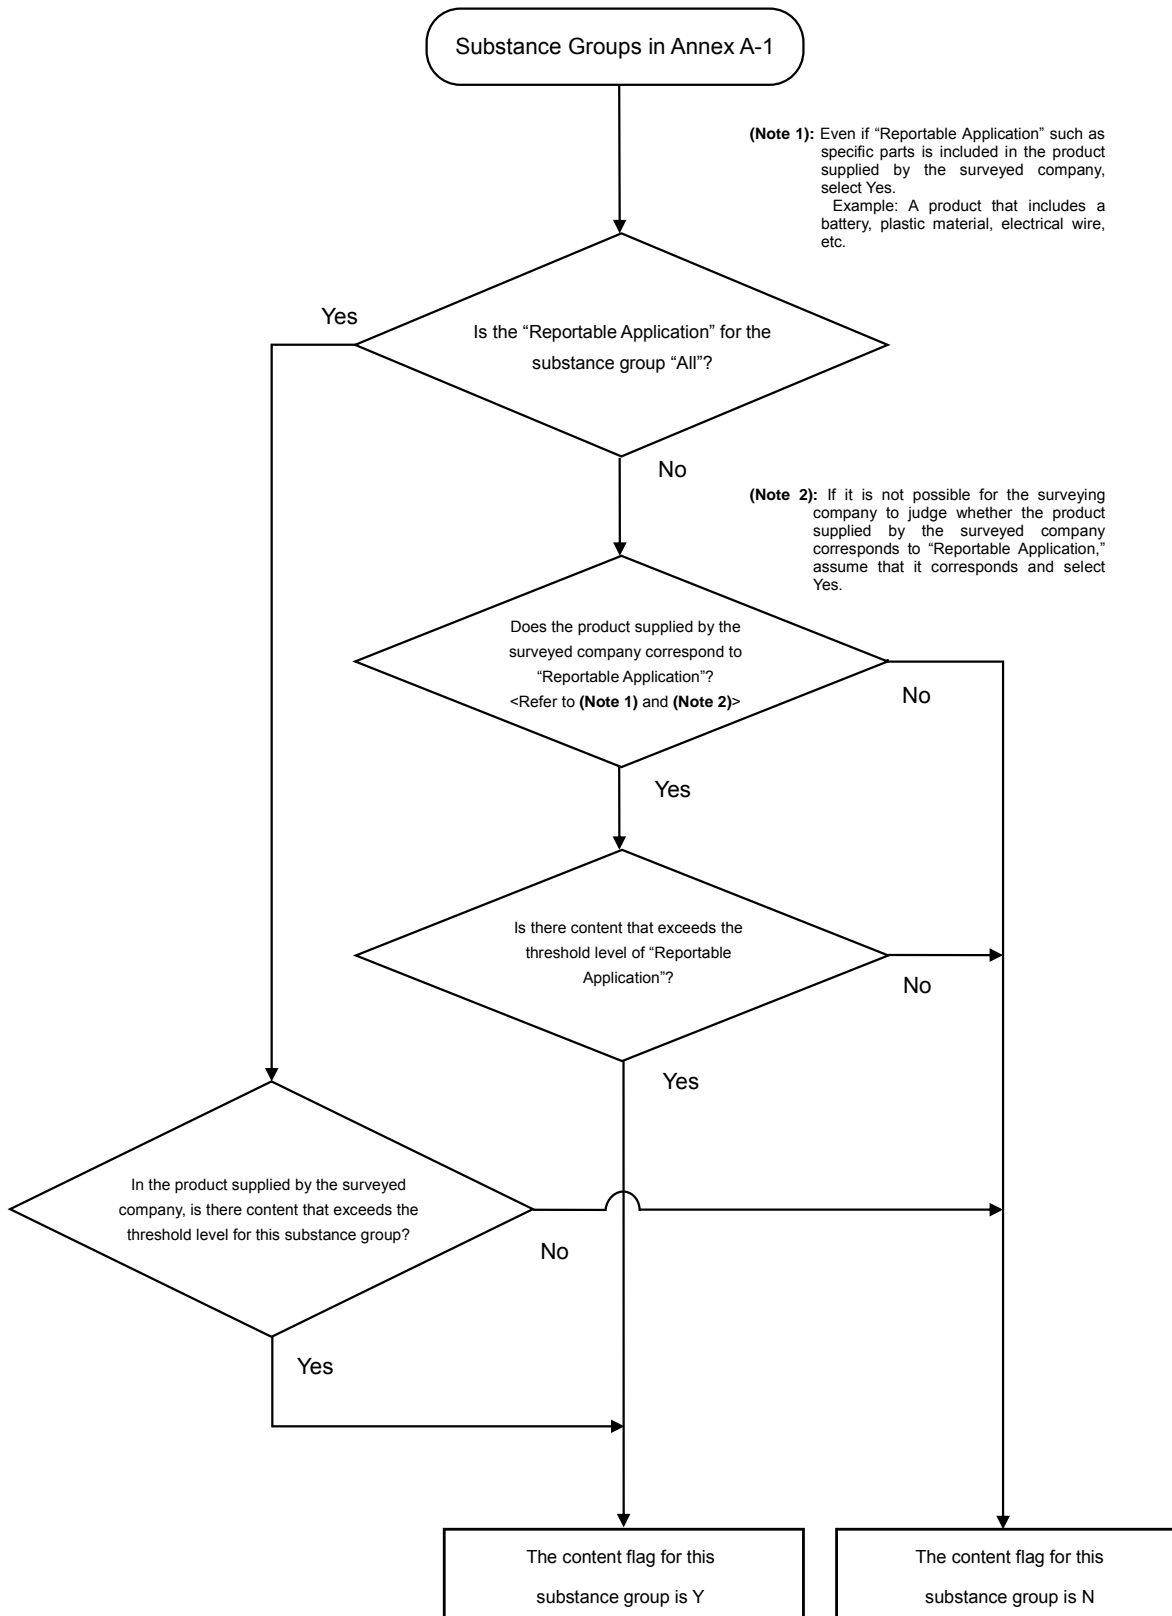 Substance Groups in Annex A-1
(Note 1): Even if “Reportable Application” such as
specific parts is included in the product
supplied by the surveyed company,
select Yes.
Example: A product that includes a
battery, plastic material, electrical wire,
etc.
Yes
Is the “Reportable Application” for the
substance group “All”?
No
(Note 2): If it is not possible for the surveying
company to judge whether the product
supplied by the surveyed company
corresponds to “Reportable Application,”
assume that it corresponds and select
Yes.
Does the product supplied by the
surveyed company correspond to
“Reportable Application”?
<Refer to (Note 1) and (Note 2)>
No
Yes
Is there content that exceeds the
threshold level of “Reportable
Application”?
No
Yes
In the product supplied by the surveyed
company, is there content that exceeds the
threshold level for this substance group?
No
Yes
The content flag for this
substance group is Y
The content flag for this
substance group is N